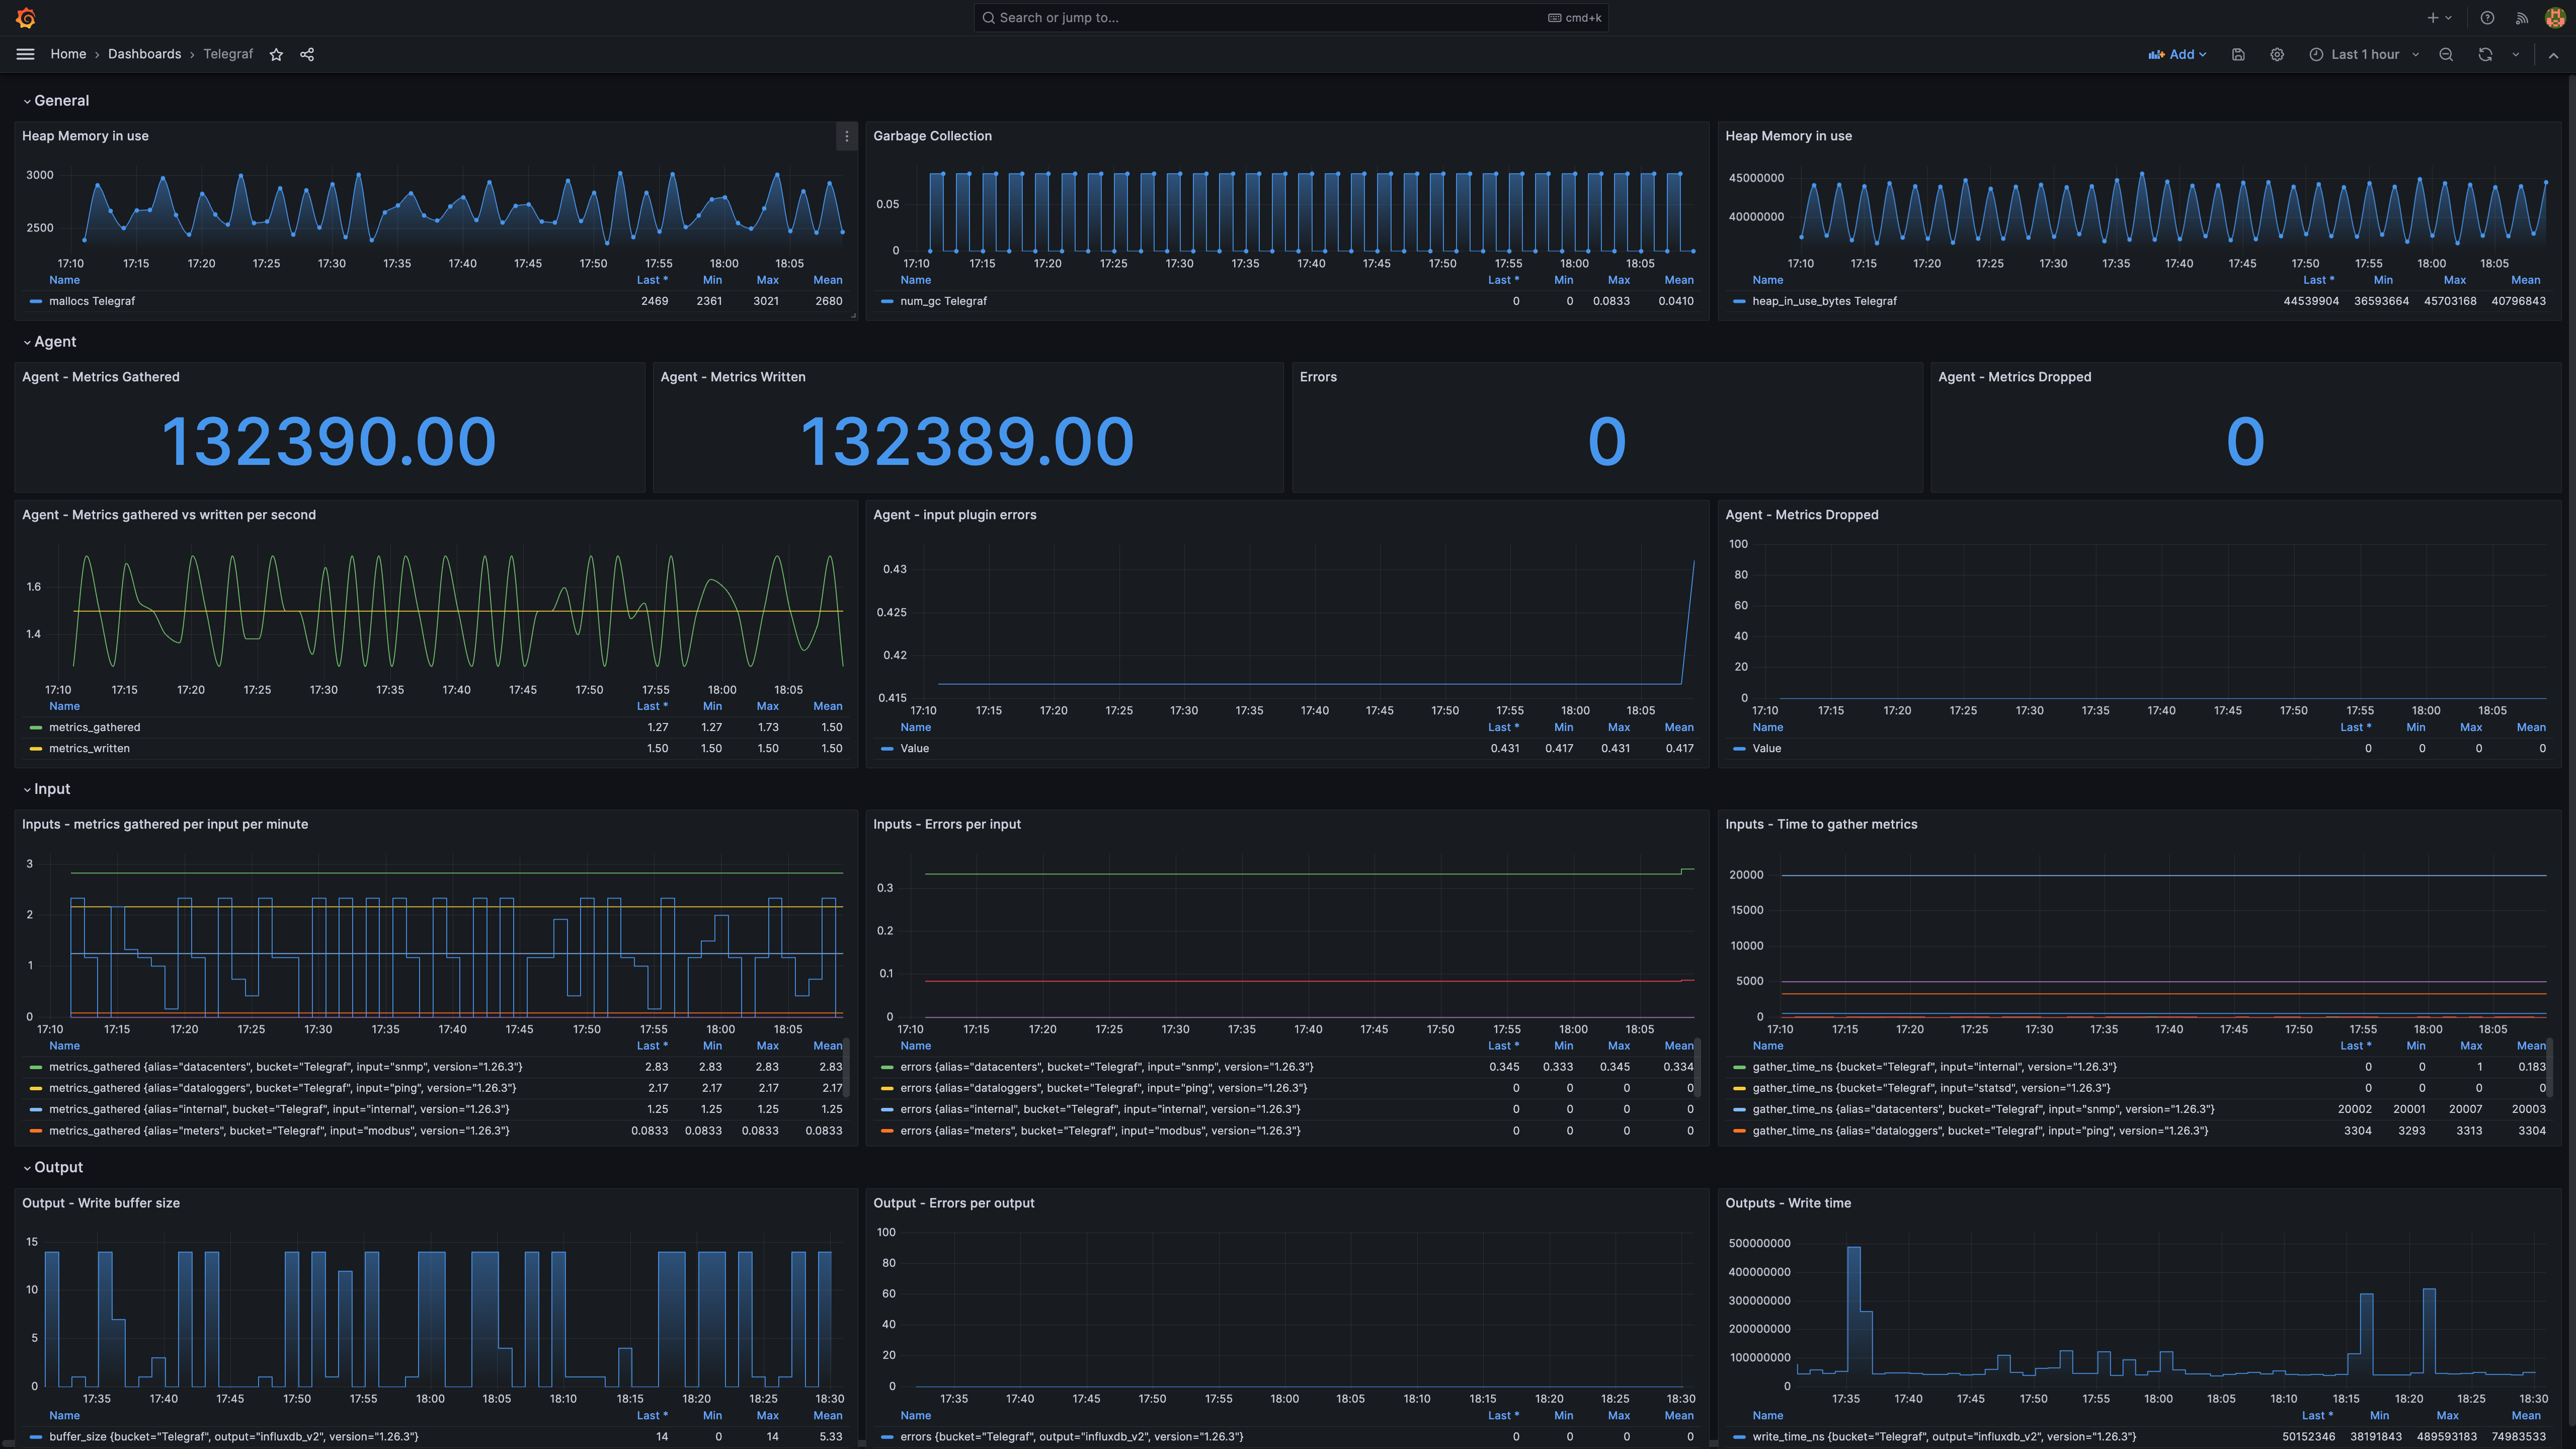 Search or jump to... cmd+k
Home › Dashboards › Telegraf Add Last 1 hour
General
Heap Memory in use
3000
2500
17:10 17:15 17:20 17:25 17:30 17:35 17:40 17:45 17:50 17:55 18:00 18:05
Name Last * Min Max Mean
mallocs Telegraf 2469 2361 3021 2680
Garbage Collection
0.05
0
17:10 17:15 17:20 17:25 17:30 17:35 17:40 17:45 17:50 17:55 18:00 18:05
Name Last * Min Max Mean
num_gc Telegraf 0 0 0.0833 0.0410
Heap Memory in use
45000000
40000000
17:10 17:15 17:20 17:25 17:30 17:35 17:40 17:45 17:50 17:55 18:00 18:05
Name Last * Min Max Mean
heap_in_use_bytes Telegraf 44539904 36593664 45703168 40796843
Agent
Agent - Metrics Gathered
132390.00
Agent - Metrics Written
132389.00
Errors
0
Agent - Metrics Dropped
0
Agent - Metrics gathered vs written per second
1.6
1.4
17:10 17:15 17:20 17:25 17:30 17:35 17:40 17:45 17:50 17:55 18:00 18:05
Name Last * Min Max Mean
metrics_gathered 1.27 1.27 1.73 1.50
metrics_written 1.50 1.50 1.50 1.50
Agent - input plugin errors
0.43
0.425
0.42
0.415
17:10 17:15 17:20 17:25 17:30 17:35 17:40 17:45 17:50 17:55 18:00 18:05
Name Last * Min Max Mean
Value 0.431 0.417 0.431 0.417
Agent - Metrics Dropped
100
80
60
40
20
0
17:10 17:15 17:20 17:25 17:30 17:35 17:40 17:45 17:50 17:55 18:00 18:05
Name Last * Min Max Mean
Value 0 0 0 0
Input
Inputs - metrics gathered per input per minute
3
2
1
0
17:10 17:15 17:20 17:25 17:30 17:35 17:40 17:45 17:50 17:55 18:00 18:05
Name Last * Min Max Mean
metrics_gathered {alias="datacenters", bucket="Telegraf", input="snmp", version="1.26.3"} 2.83 2.83 2.83 2.83
metrics_gathered {alias="dataloggers", bucket="Telegraf", input="ping", version="1.26.3"} 2.17 2.17 2.17 2.17
metrics_gathered {alias="internal", bucket="Telegraf", input="internal", version="1.26.3"} 1.25 1.25 1.25 1.25
metrics_gathered {alias="meters", bucket="Telegraf", input="modbus", version="1.26.3"} 0.0833 0.0833 0.0833 0.0833
Inputs - Errors per input
0.3
0.2
0.1
0
17:10 17:15 17:20 17:25 17:30 17:35 17:40 17:45 17:50 17:55 18:00 18:05
Name Last * Min Max Mean
errors {alias="datacenters", bucket="Telegraf", input="snmp", version="1.26.3"} 0.345 0.333 0.345 0.334
errors {alias="dataloggers", bucket="Telegraf", input="ping", version="1.26.3"} 0 0 0 0
errors {alias="internal", bucket="Telegraf", input="internal", version="1.26.3"} 0 0 0 0
errors {alias="meters", bucket="Telegraf", input="modbus", version="1.26.3"} 0 0 0 0
Inputs - Time to gather metrics
20000
15000
10000
5000
0
17:10 17:15 17:20 17:25 17:30 17:35 17:40 17:45 17:50 17:55 18:00 18:05
Name Last * Min Max Mean
gather_time_ns {bucket="Telegraf", input="internal", version="1.26.3"} 0 0 1 0.183
gather_time_ns {bucket="Telegraf", input="statsd", version="1.26.3"} 0 0 0 0
gather_time_ns {alias="datacenters", bucket="Telegraf", input="snmp", version="1.26.3"} 20002 20001 20007 20003
gather_time_ns {alias="dataloggers", bucket="Telegraf", input="ping", version="1.26.3"} 3304 3293 3313 3304
Output
Output - Write buffer size
15
10
5
0
17:35 17:40 17:45 17:50 17:55 18:00 18:05 18:10 18:15 18:20 18:25 18:30
Name Last * Min Max Mean
buffer_size {bucket="Telegraf", output="influxdb_v2", version="1.26.3"} 14 0 14 5.33
Output - Errors per output
100
80
60
40
20
0
17:35 17:40 17:45 17:50 17:55 18:00 18:05 18:10 18:15 18:20 18:25 18:30
Name Last * Min Max Mean
errors {bucket="Telegraf", output="influxdb_v2", version="1.26.3"} 0 0 0 0
Outputs - Write time
500000000
400000000
300000000
200000000
100000000
0
17:35 17:40 17:45 17:50 17:55 18:00 18:05 18:10 18:15 18:20 18:25 18:30
Name Last * Min Max Mean
write_time_ns {bucket="Telegraf", output="influxdb_v2", version="1.26.3"} 50152346 38191843 489593183 74983533